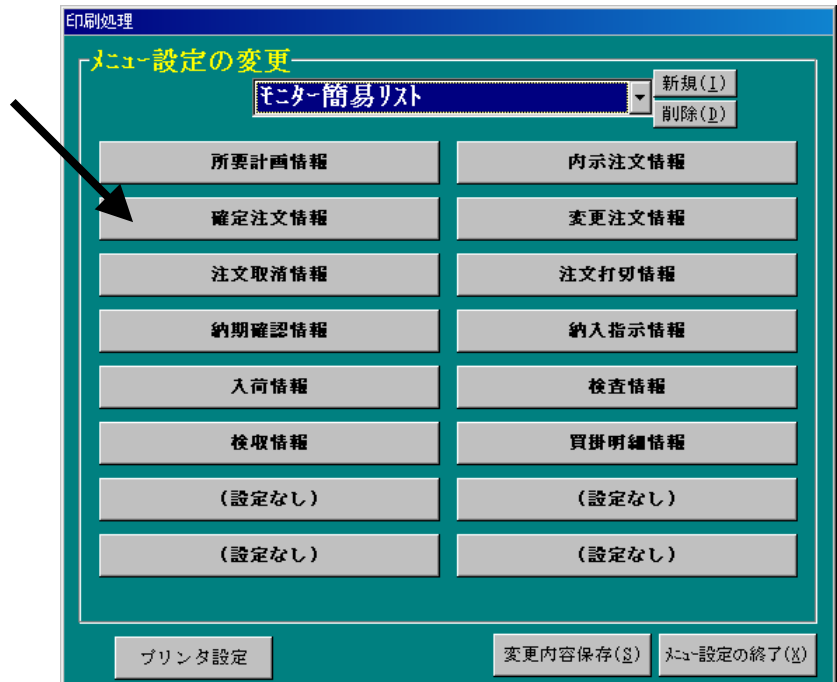 印刷処理
ﾒﾆｭｰ設定の変更
ﾓﾆﾀｰ簡易ﾘｽﾄ
新規(I)
削除(D)
所要計画情報
内示注文情報
確定注文情報
変更注文情報
注文取消情報
注文打切情報
納期確認情報
納入指示情報
入荷情報
検査情報
検収情報
買掛明細情報
(設定なし)
(設定なし)
(設定なし)
(設定なし)
プリンタ設定
変更内容保存(S)
ﾒﾆｭｰ設定の終了(X)